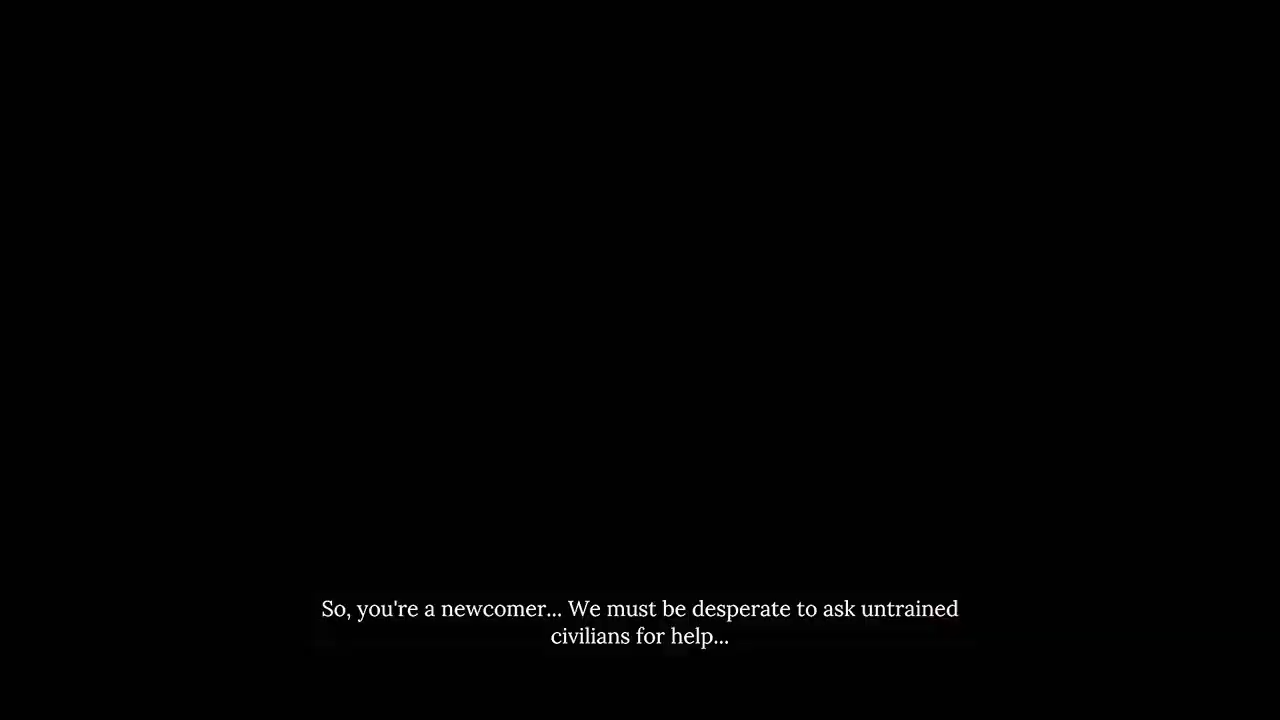 So, you're a newcomer... We must be desperate to ask untrained
civilians for help...